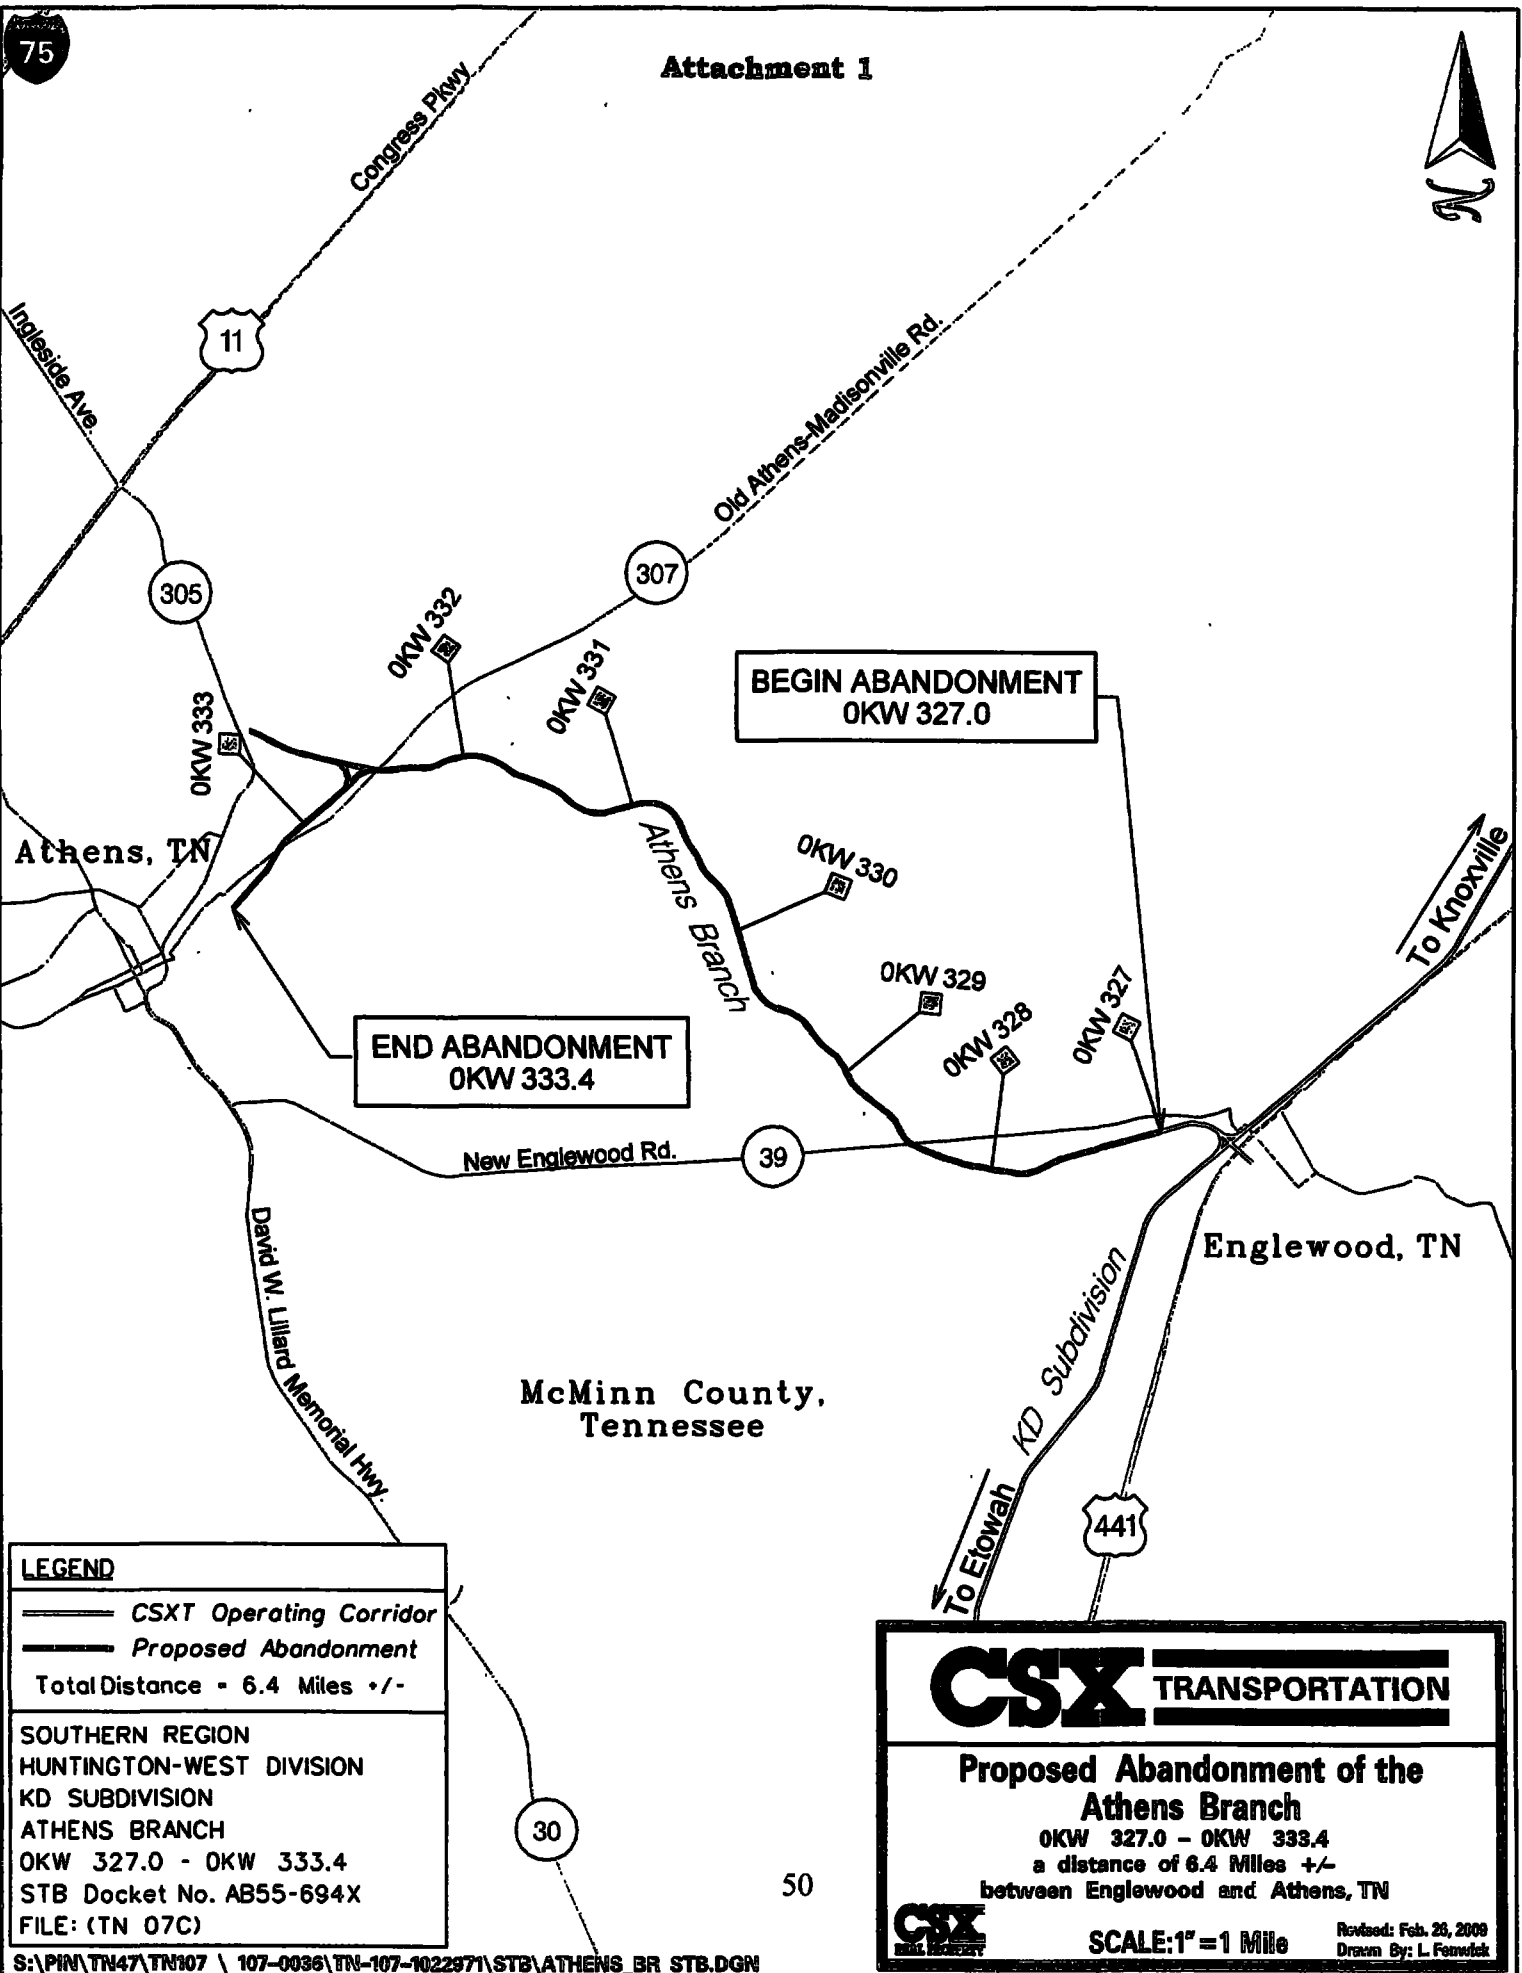 75
Attachment 1
Congress Pkwy
N
11
Ingleside Ave.
Old Athens-Madisonville Rd.
307
305
0KW 332
0KW 331
0KW 333
BEGIN ABANDONMENT
0KW 327.0
Athens, TN
Athens Branch
0KW 330
To Knoxville
0KW 329
0KW 328
0KW 327
END ABANDONMENT
0KW 333.4
New Englewood Rd.
39
David W. Lillard Memorial Hwy.
Englewood, TN
KD Subdivision
McMinn County,
Tennessee
To Etowah
441
30
LEGEND
CSXT Operating Corridor
Proposed Abandonment
Total Distance = 6.4 Miles +/-
SOUTHERN REGION
HUNTINGTON-WEST DIVISION
KD SUBDIVISION
ATHENS BRANCH
0KW 327.0 - 0KW 333.4
STB Docket No. AB55-694X
FILE: (TN 07C)
S:\PIN\TN47\TN107 \ 107-0036\TN-107-1022971\STB\ATHENS_BR STB.DGN
50
CSX TRANSPORTATION
Proposed Abandonment of the
Athens Branch
0KW 327.0 - 0KW 333.4
a distance of 6.4 Miles +/-
between Englewood and Athens, TN
CSX
REAL PROPERTY
SCALE:1"=1 Mile
Revised: Feb. 26, 2009
Drawn By: L. Fenwick